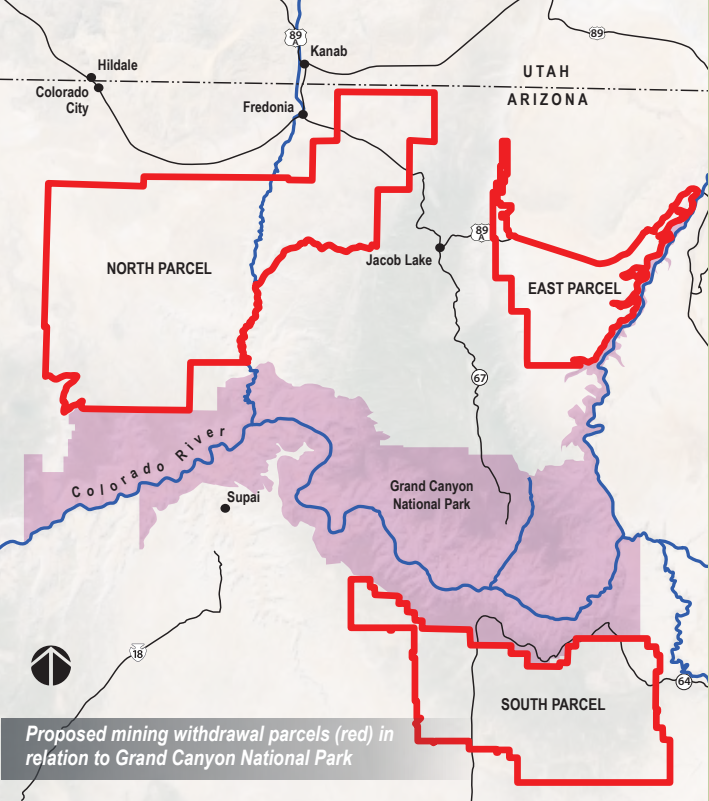 89
A
89
Kanab
Hildale
UTAH
Colorado
City
ARIZONA
Fredonia
89
A
Jacob Lake
NORTH PARCEL
EAST PARCEL
67
Colorado River
Grand Canyon
National Park
Supai
18
64
SOUTH PARCEL
Proposed mining withdrawal parcels (red) in
relation to Grand Canyon National Park